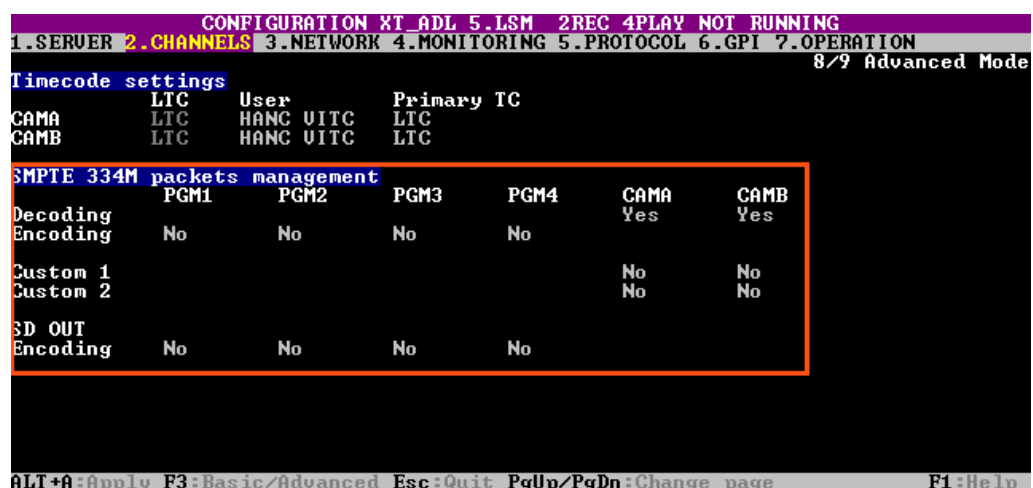 CONFIGURATION XT_ADL 5.LSM 2REC 4PLAY NOT RUNNING
1.SERVER 2.CHANNELS 3.NETWORK 4.MONITORING 5.PROTOCOL 6.GPI 7.OPERATION
8/9 Advanced Mode
Timecode settings
LTC User Primary TC
CAMA LTC HANC VITC LTC
CAMB LTC HANC VITC LTC
SMPTE 334M packets management
PGM1 PGM2 PGM3 PGM4 CAMA CAMB
Decoding Yes Yes
Encoding No No No No
Custom 1 No No
Custom 2 No No
SD OUT
Encoding No No No No
ALT+A:Apply F3:Basic/Advanced Esc:Quit PgUp/PgDn:Change page F1:Help